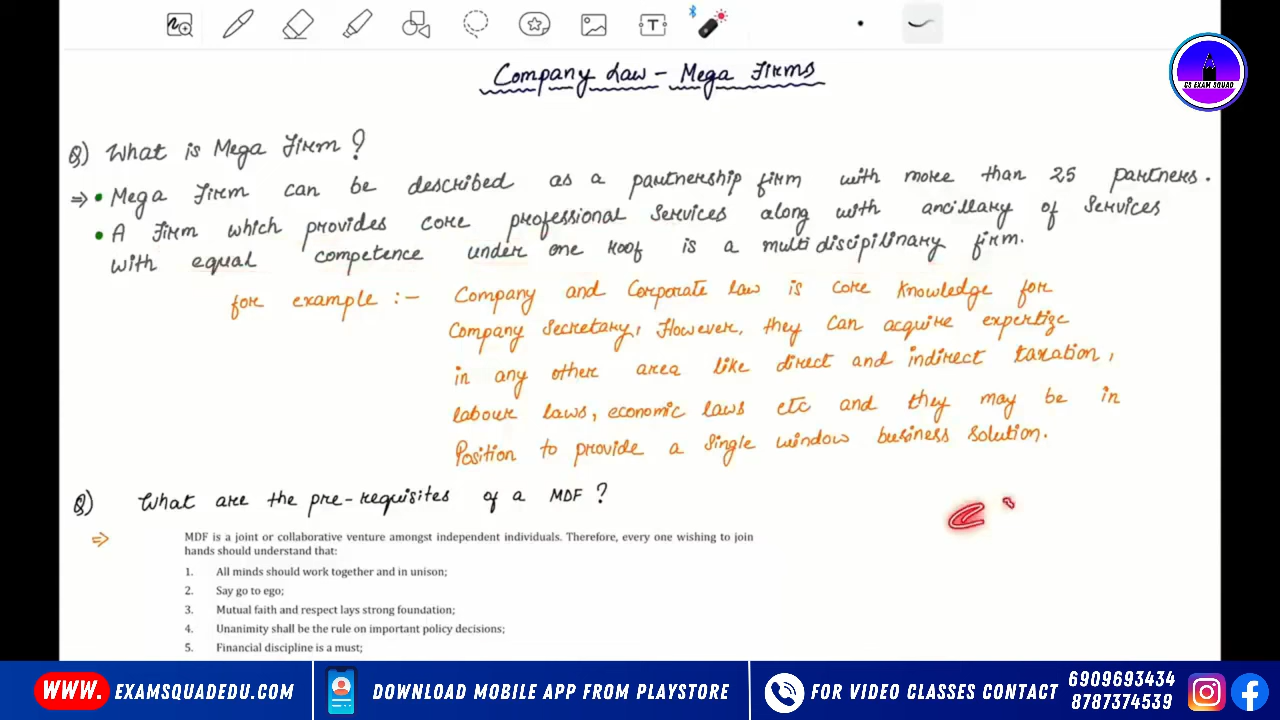 Company Law - Mega Firms
CS EXAM SQUAD
Q) What is Mega Firm?
⇒ • Mega Firm can be described as a partnership firm with more than 25 partners.
• A Firm which provides core professional Services along with ancillary of Services
with equal competence under one roof is a multidiscipilinary firm.
for example :- Company and Corporate law is core knowledge for
Company Secretary, However, they can acquire expertize
in any other area like direct and indirect taxation,
labour laws, economic laws etc and they may be in
Position to provide a Single window business solution.
Q) What are the pre-requisites of a MDF?
⇒ MDF is a joint or collaborative venture amongst independent individuals. Therefore, every one wishing to join
hands should understand that:
1. All minds should work together and in unison;
2. Say go to ego;
3. Mutual faith and respect lays strong foundation;
4. Unanimity shall be the rule on important policy decisions;
5. Financial discipline is a must;
WWW. EXAMSQUADEDU.COM
DOWNLOAD MOBILE APP FROM PLAYSTORE
FOR VIDEO CLASSES CONTACT
6909693434
8787374539